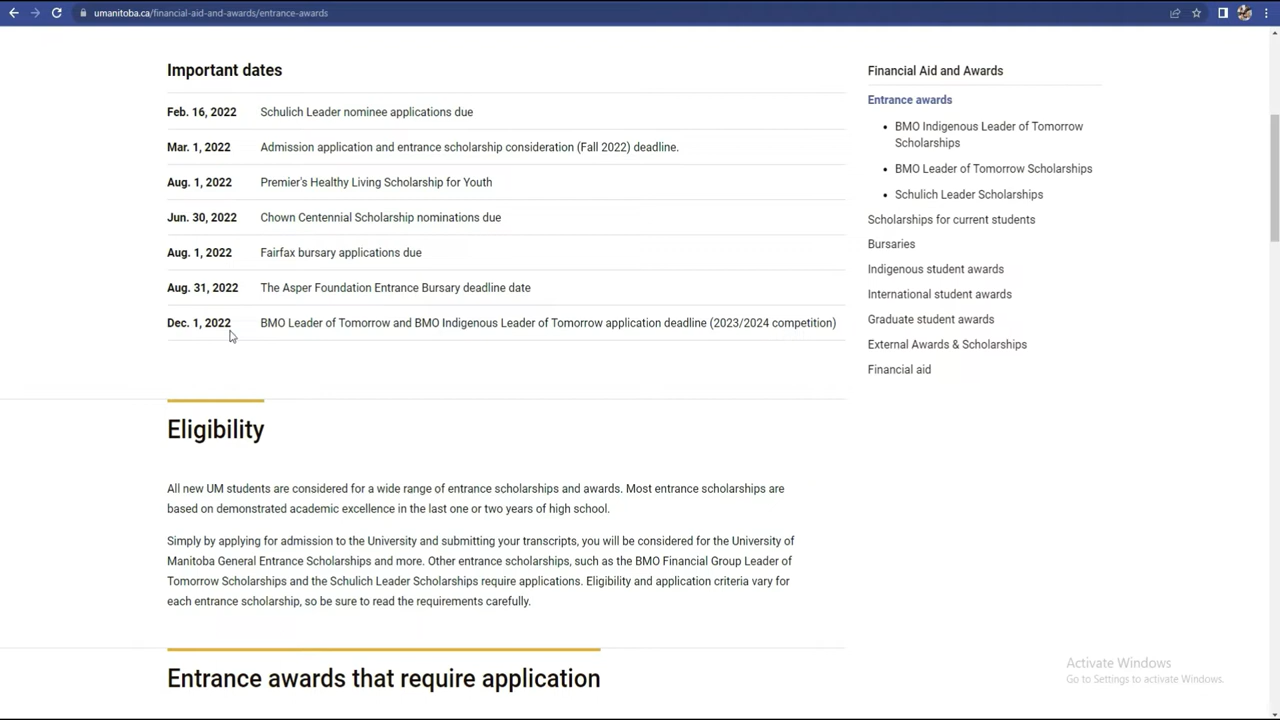 umanitoba.ca/financial-aid-and-awards/entrance-awards
Important dates
Feb. 16, 2022 Schulich Leader nominee applications due
Mar. 1, 2022 Admission application and entrance scholarship consideration (Fall 2022) deadline.
Aug. 1, 2022 Premier's Healthy Living Scholarship for Youth
Jun. 30, 2022 Chown Centennial Scholarship nominations due
Aug. 1, 2022 Fairfax bursary applications due
Aug. 31, 2022 The Asper Foundation Entrance Bursary deadline date
Dec. 1, 2022 BMO Leader of Tomorrow and BMO Indigenous Leader of Tomorrow application deadline (2023/2024 competition)
Eligibility
All new UM students are considered for a wide range of entrance scholarships and awards. Most entrance scholarships are
based on demonstrated academic excellence in the last one or two years of high school.
Simply by applying for admission to the University and submitting your transcripts, you will be considered for the University of
Manitoba General Entrance Scholarships and more. Other entrance scholarships, such as the BMO Financial Group Leader of
Tomorrow Scholarships and the Schulich Leader Scholarships require applications. Eligibility and application criteria vary for
each entrance scholarship, so be sure to read the requirements carefully.
Entrance awards that require application
Financial Aid and Awards
Entrance awards
BMO Indigenous Leader of Tomorrow
Scholarships
BMO Leader of Tomorrow Scholarships
Schulich Leader Scholarships
Scholarships for current students
Bursaries
Indigenous student awards
International student awards
Graduate student awards
External Awards & Scholarships
Financial aid
Activate Windows
Go to Settings to activate Windows.